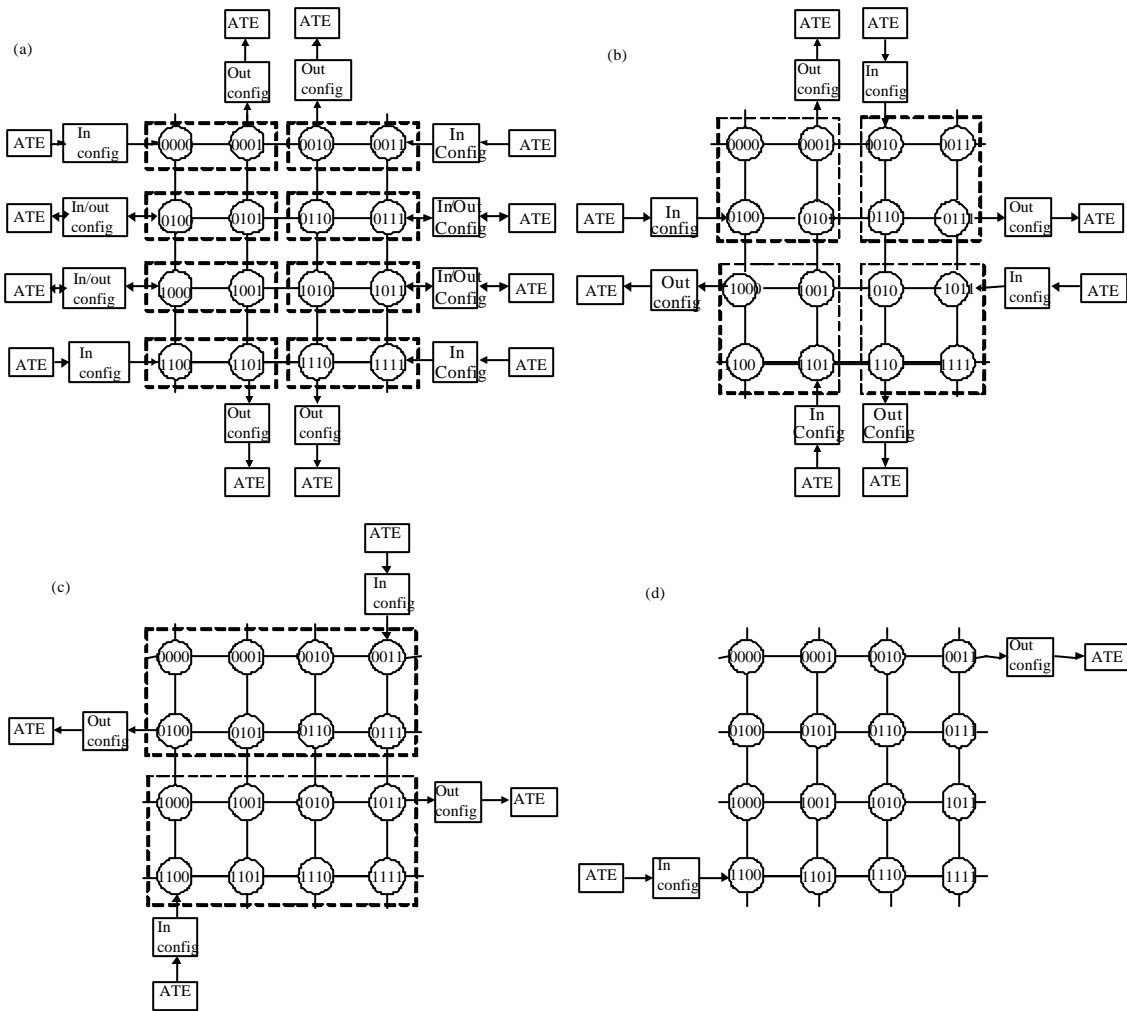 (a)
ATE
ATE
Out
config
Out
config
ATE
In
config
0000
0001
0010
0011
In
Config
ATE
ATE
In/out
config
0100
0101
0110
0111
In/Out
Config
ATE
ATE
In/out
config
1000
1001
1010
1011
In/Out
Config
ATE
ATE
In
config
1100
1101
1110
1111
In
Config
ATE
Out
config
Out
config
ATE
ATE
(b)
ATE
ATE
Out
config
In
config
0000
0001
0010
0011
ATE
In
config
0100
0101
0110
0111
Out
config
ATE
ATE
Out
config
1000
1001
010
1011
In
config
ATE
100
1101
110
1111
In
Config
Out
Config
ATE
ATE
(c)
ATE
In
config
0000
0001
0010
0011
ATE
Out
config
0100
0101
0110
0111
1000
1001
1010
1011
Out
config
ATE
1100
1101
1110
1111
In
config
ATE
(d)
0000
0001
0010
0011
Out
config
ATE
0100
0101
0110
0111
1000
1001
1010
1011
ATE
In
config
1100
1101
1110
1111